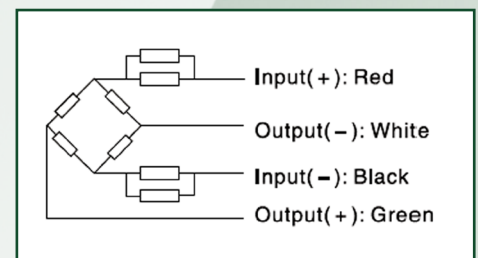 Input(+): Red
Output(−): White
Input(−): Black
Output(+): Green